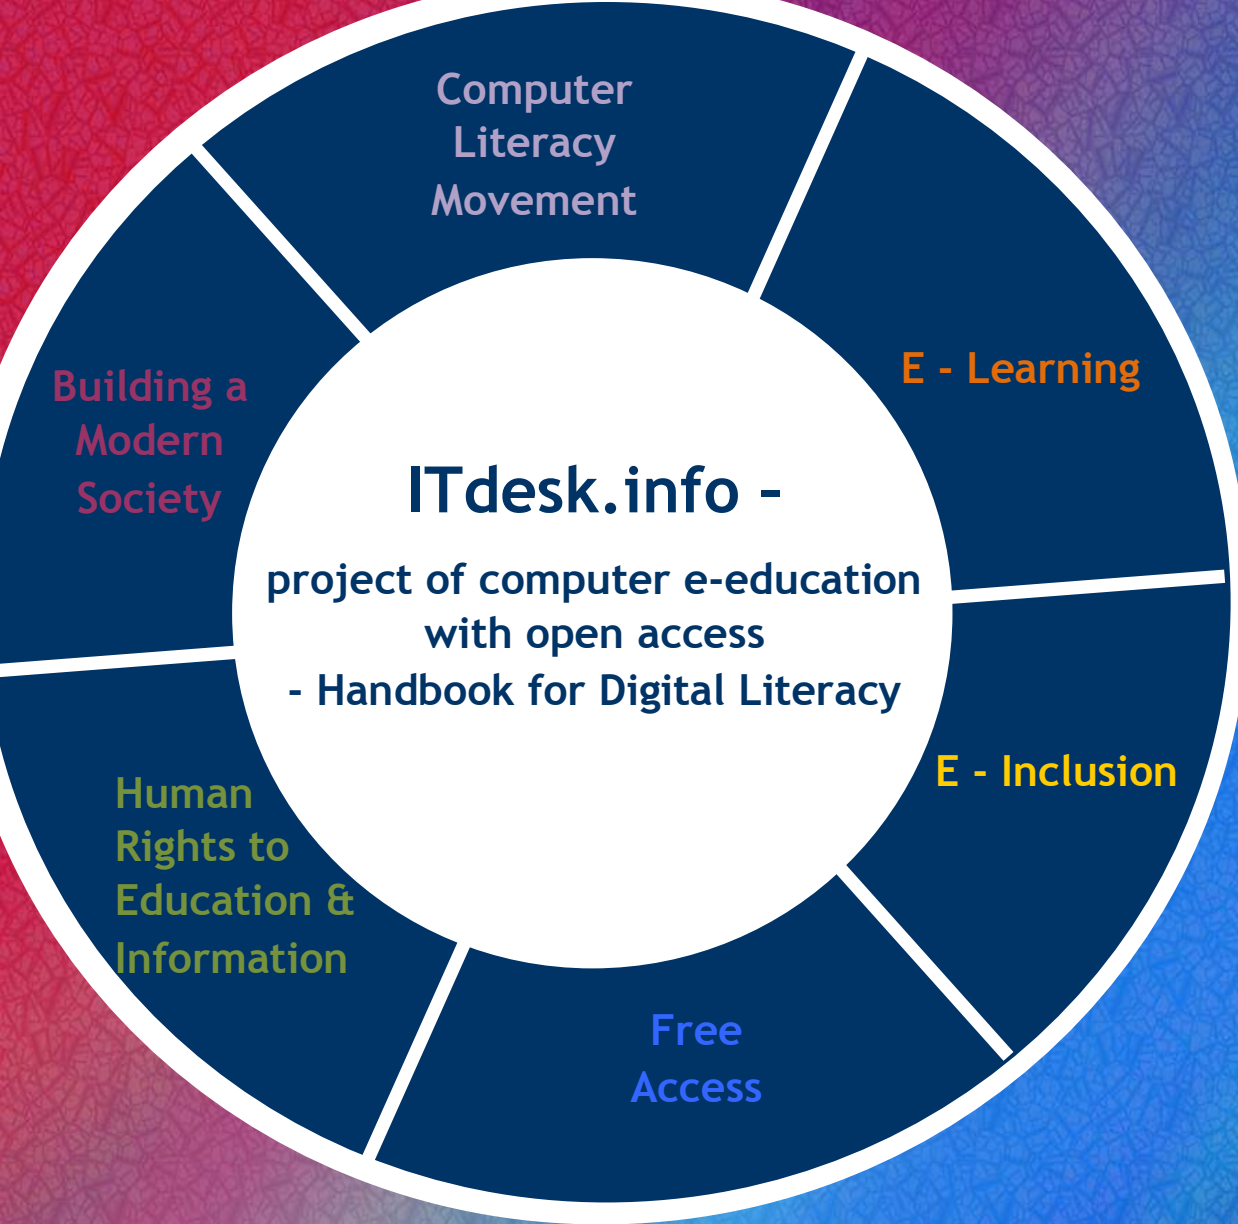 Computer
Literacy
Movement
E - Learning
Building a
Modern
Society
ITdesk.info –
project of computer e-education
with open access
- Handbook for Digital Literacy
E - Inclusion
Human
Rights to
Education &
Information
Free
Access